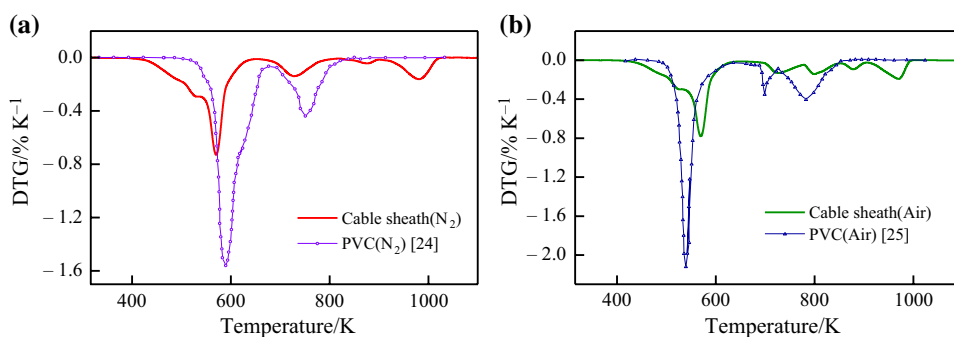 (a)
0.0
– 0.4
– 0.8
– 1.2
– 1.6
DTG/% K⁻¹
Cable sheath(N₂)
PVC(N₂) [24]
400 600 800 1000
Temperature/K
(b)
0.0
– 0.4
– 0.8
– 1.2
– 1.6
– 2.0
DTG/% K⁻¹
Cable sheath(Air)
PVC(Air) [25]
400 600 800 1000
Temperature/K